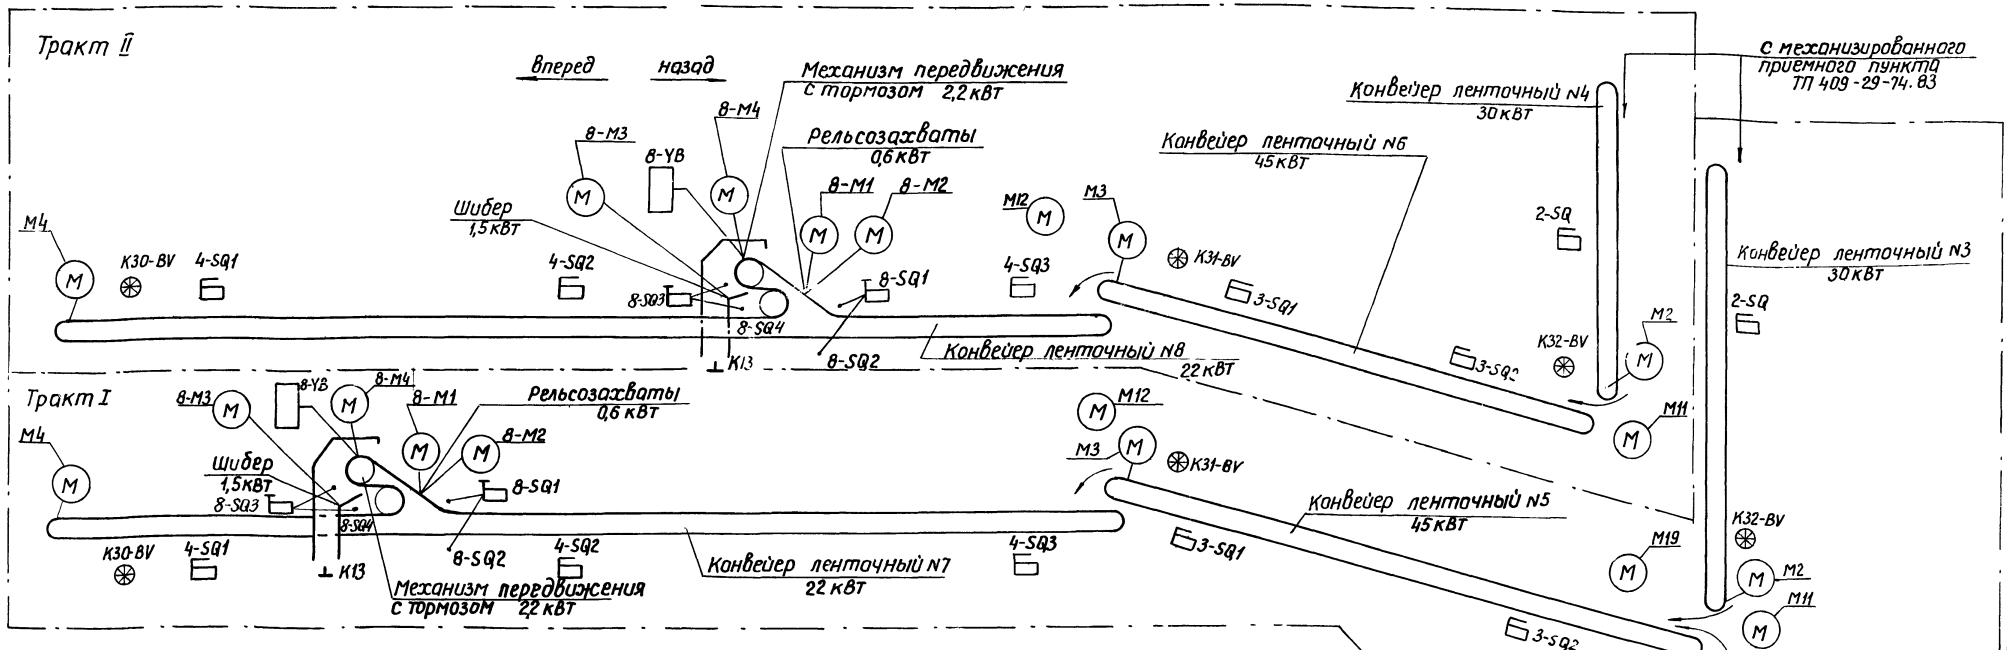 Тракт II
вперед
назад
Механизм передвижения
с тормозом 2,2 кВт
с механизированного
приемного пункта
ТП 409-29-74.83
Конвейер ленточный N4
30 кВт
8-М4
8-М3
8-YB
Рельсозахваты
0,6 кВт
Конвейер ленточный N6
45 кВт
8-М1
8-М2
М
М
М
М
М12
М
М3
М
Шибер
1,5 кВт
2-SQ
М4
М
К30-BV
4-SQ1
4-SQ2
8-SQ3
8-SQ4
8-SQ1
4-SQ3
К31-BV
3-SQ1
Конвейер ленточный N3
30 кВт
2-SQ
М2
М
8-SQ2
К13
Конвейер ленточный N8
22 кВт
3-SQ2
К32-BV
Тракт I
8-М3
М
8-YB
8-М4
М
8-М1
М
Рельсозахваты
0,6 кВт
8-М2
М
М12
М
М11
М
М4
М
М3
М
К31-BV
Шибер
1,5 кВт
8-SQ3
8-SQ4
8-SQ1
8-SQ2
Конвейер ленточный N5
45 кВт
К32-BV
К30-BV
4-SQ1
К13
4-SQ2
4-SQ3
3-SQ1
М19
М
М2
М
Конвейер ленточный N7
22 кВт
Механизм передвижения
с тормозом 2,2 кВт
М11
М
3-SQ2